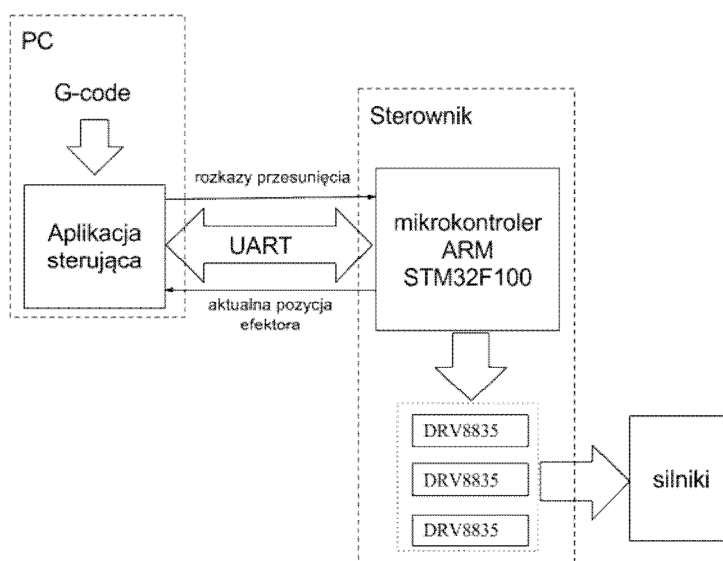 PC
G-code
Aplikacja
sterująca
rozkazy przesunięcia
UART
aktualna pozycja
efektora
Sterownik
mikrokontroler
ARM
STM32F100
DRV8835
DRV8835
DRV8835
silniki